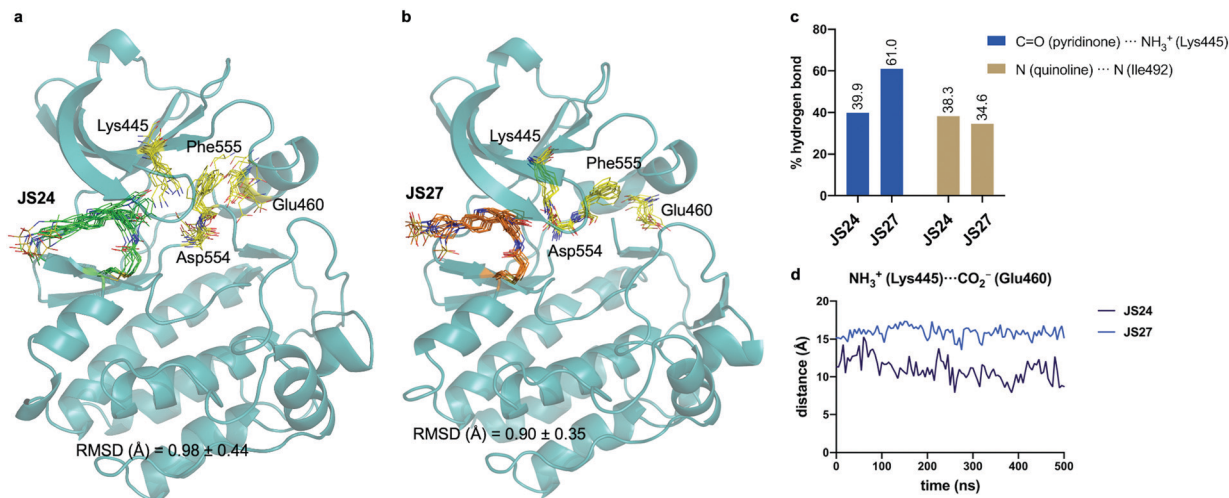 a
Lys445
Phe555
JS24
Glu460
Asp554
RMSD (Å) = 0.98 ± 0.44
b
Lys445
Phe555
JS27
Glu460
Asp554
RMSD (Å) = 0.90 ± 0.35
c
% hydrogen bond
80
60
40
20
0
39.9
61.0
38.3
34.6
JS24
JS27
JS24
JS27
C=O (pyridinone) ··· NH₃⁺ (Lys445)
N (quinoline) ··· N (Ile492)
d
NH₃⁺ (Lys445)···CO₂⁻ (Glu460)
distance (Å)
20
15
10
5
0
0 100 200 300 400 500
time (ns)
JS24
JS27